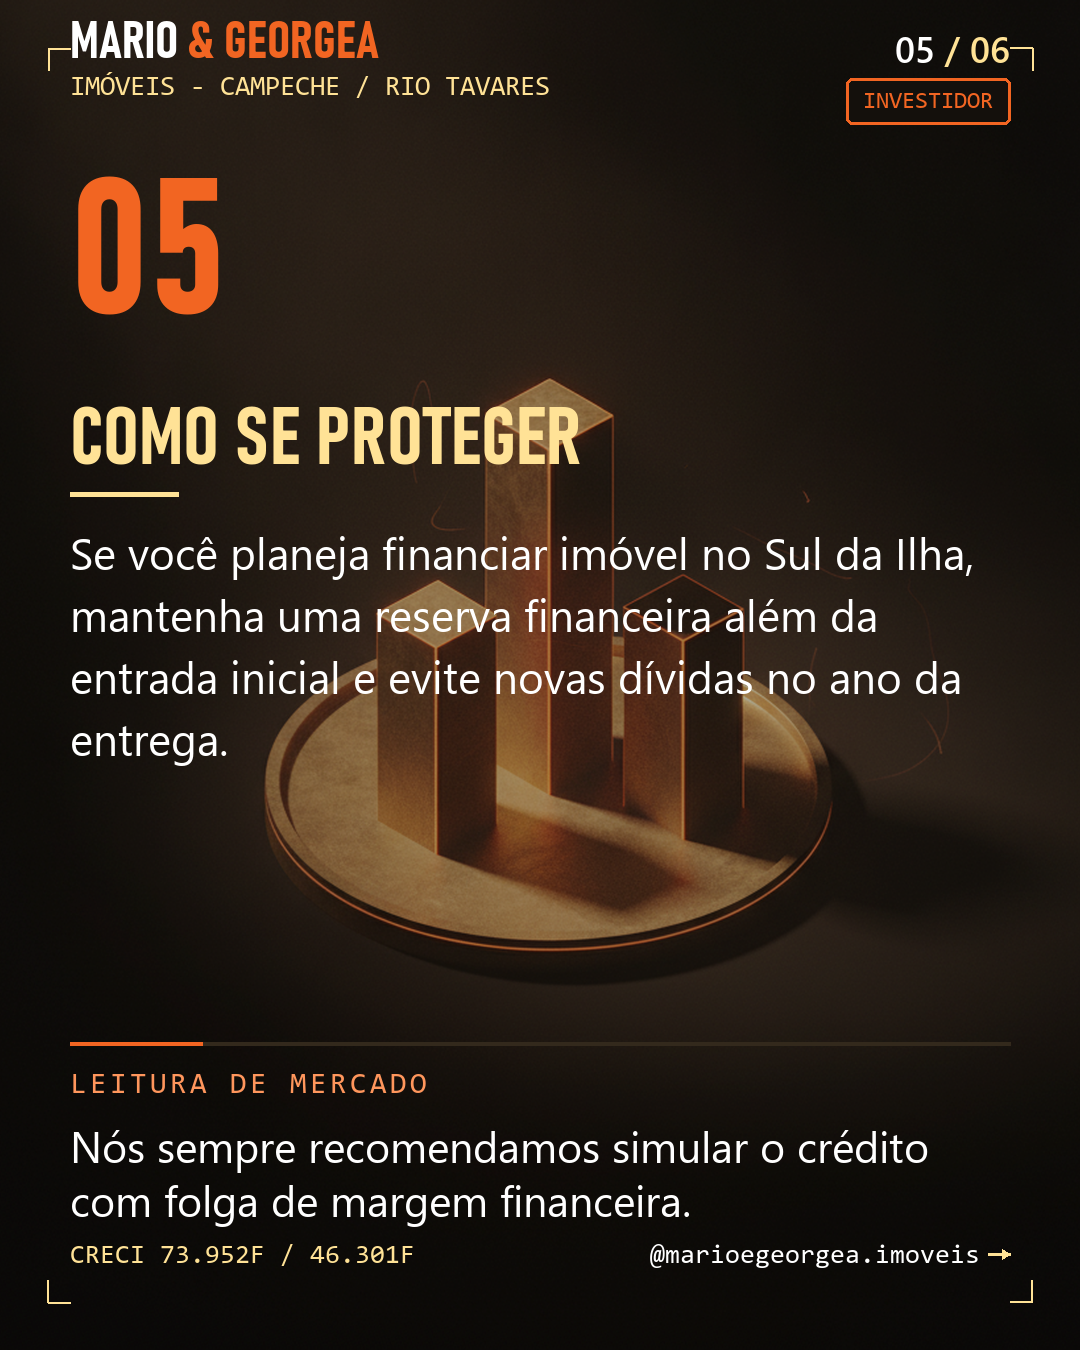 MARIO & GEORGEA
IMÓVEIS - CAMPECHE / RIO TAVARES
05 / 06
INVESTIDOR
05
COMO SE PROTEGER
Se você planeja financiar imóvel no Sul da Ilha,
mantenha uma reserva financeira além da
entrada inicial e evite novas dívidas no ano da
entrega.
LEITURA DE MERCADO
Nós sempre recomendamos simular o crédito
com folga de margem financeira.
CRECI 73.952F / 46.301F
@marioegeorgea.imoveis